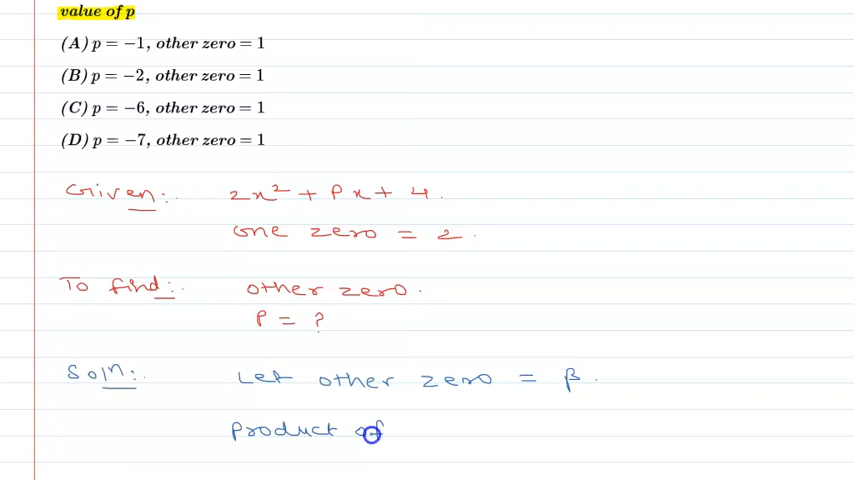 value of p
(A) p = −1, other zero = 1
(B) p = −2, other zero = 1
(C) p = −6, other zero = 1
(D) p = −7, other zero = 1
Given:. 2x² + Px + 4.
one zero = 2.
To find:. other zero.
P = ?
Soln:. Let other zero = β.
Product of